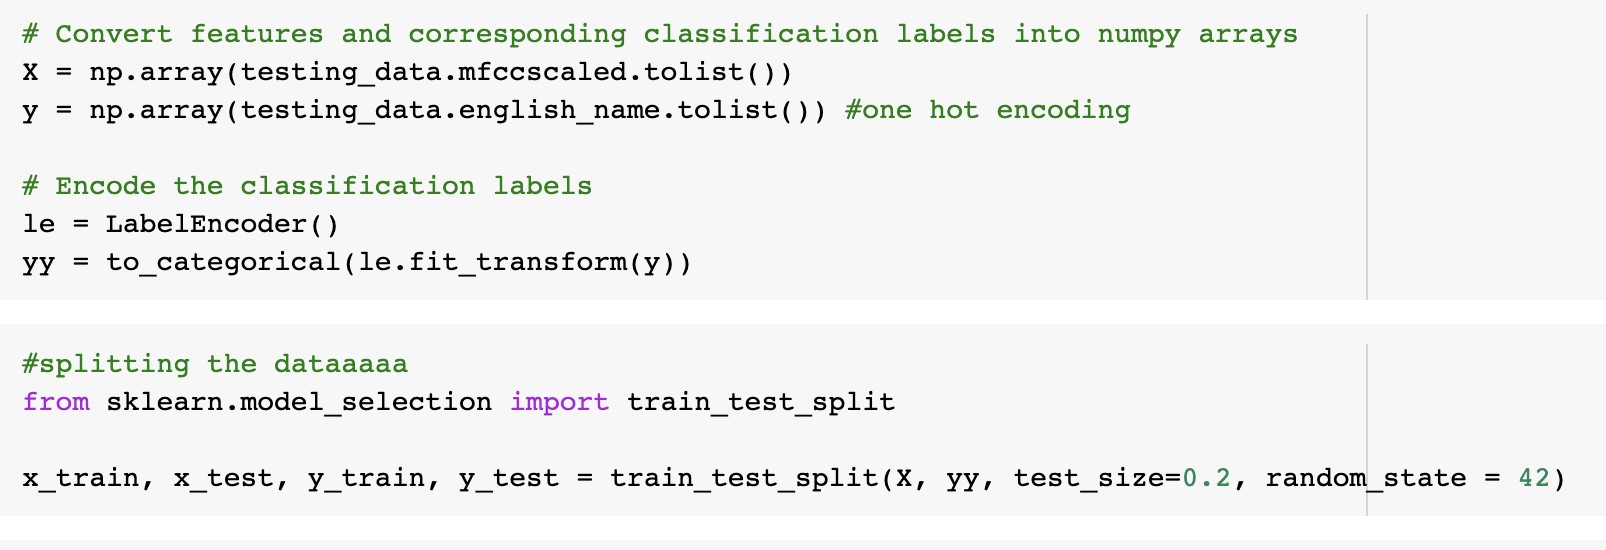 # Convert features and corresponding classification labels into numpy arrays
X = np.array(testing_data.mfccscaled.tolist())
y = np.array(testing_data.english_name.tolist()) #one hot encoding
# Encode the classification labels
le = LabelEncoder()
yy = to_categorical(le.fit_transform(y))
#splitting the dataaaaa
from sklearn.model_selection import train_test_split
x_train, x_test, y_train, y_test = train_test_split(X, yy, test_size=0.2, random_state = 42)